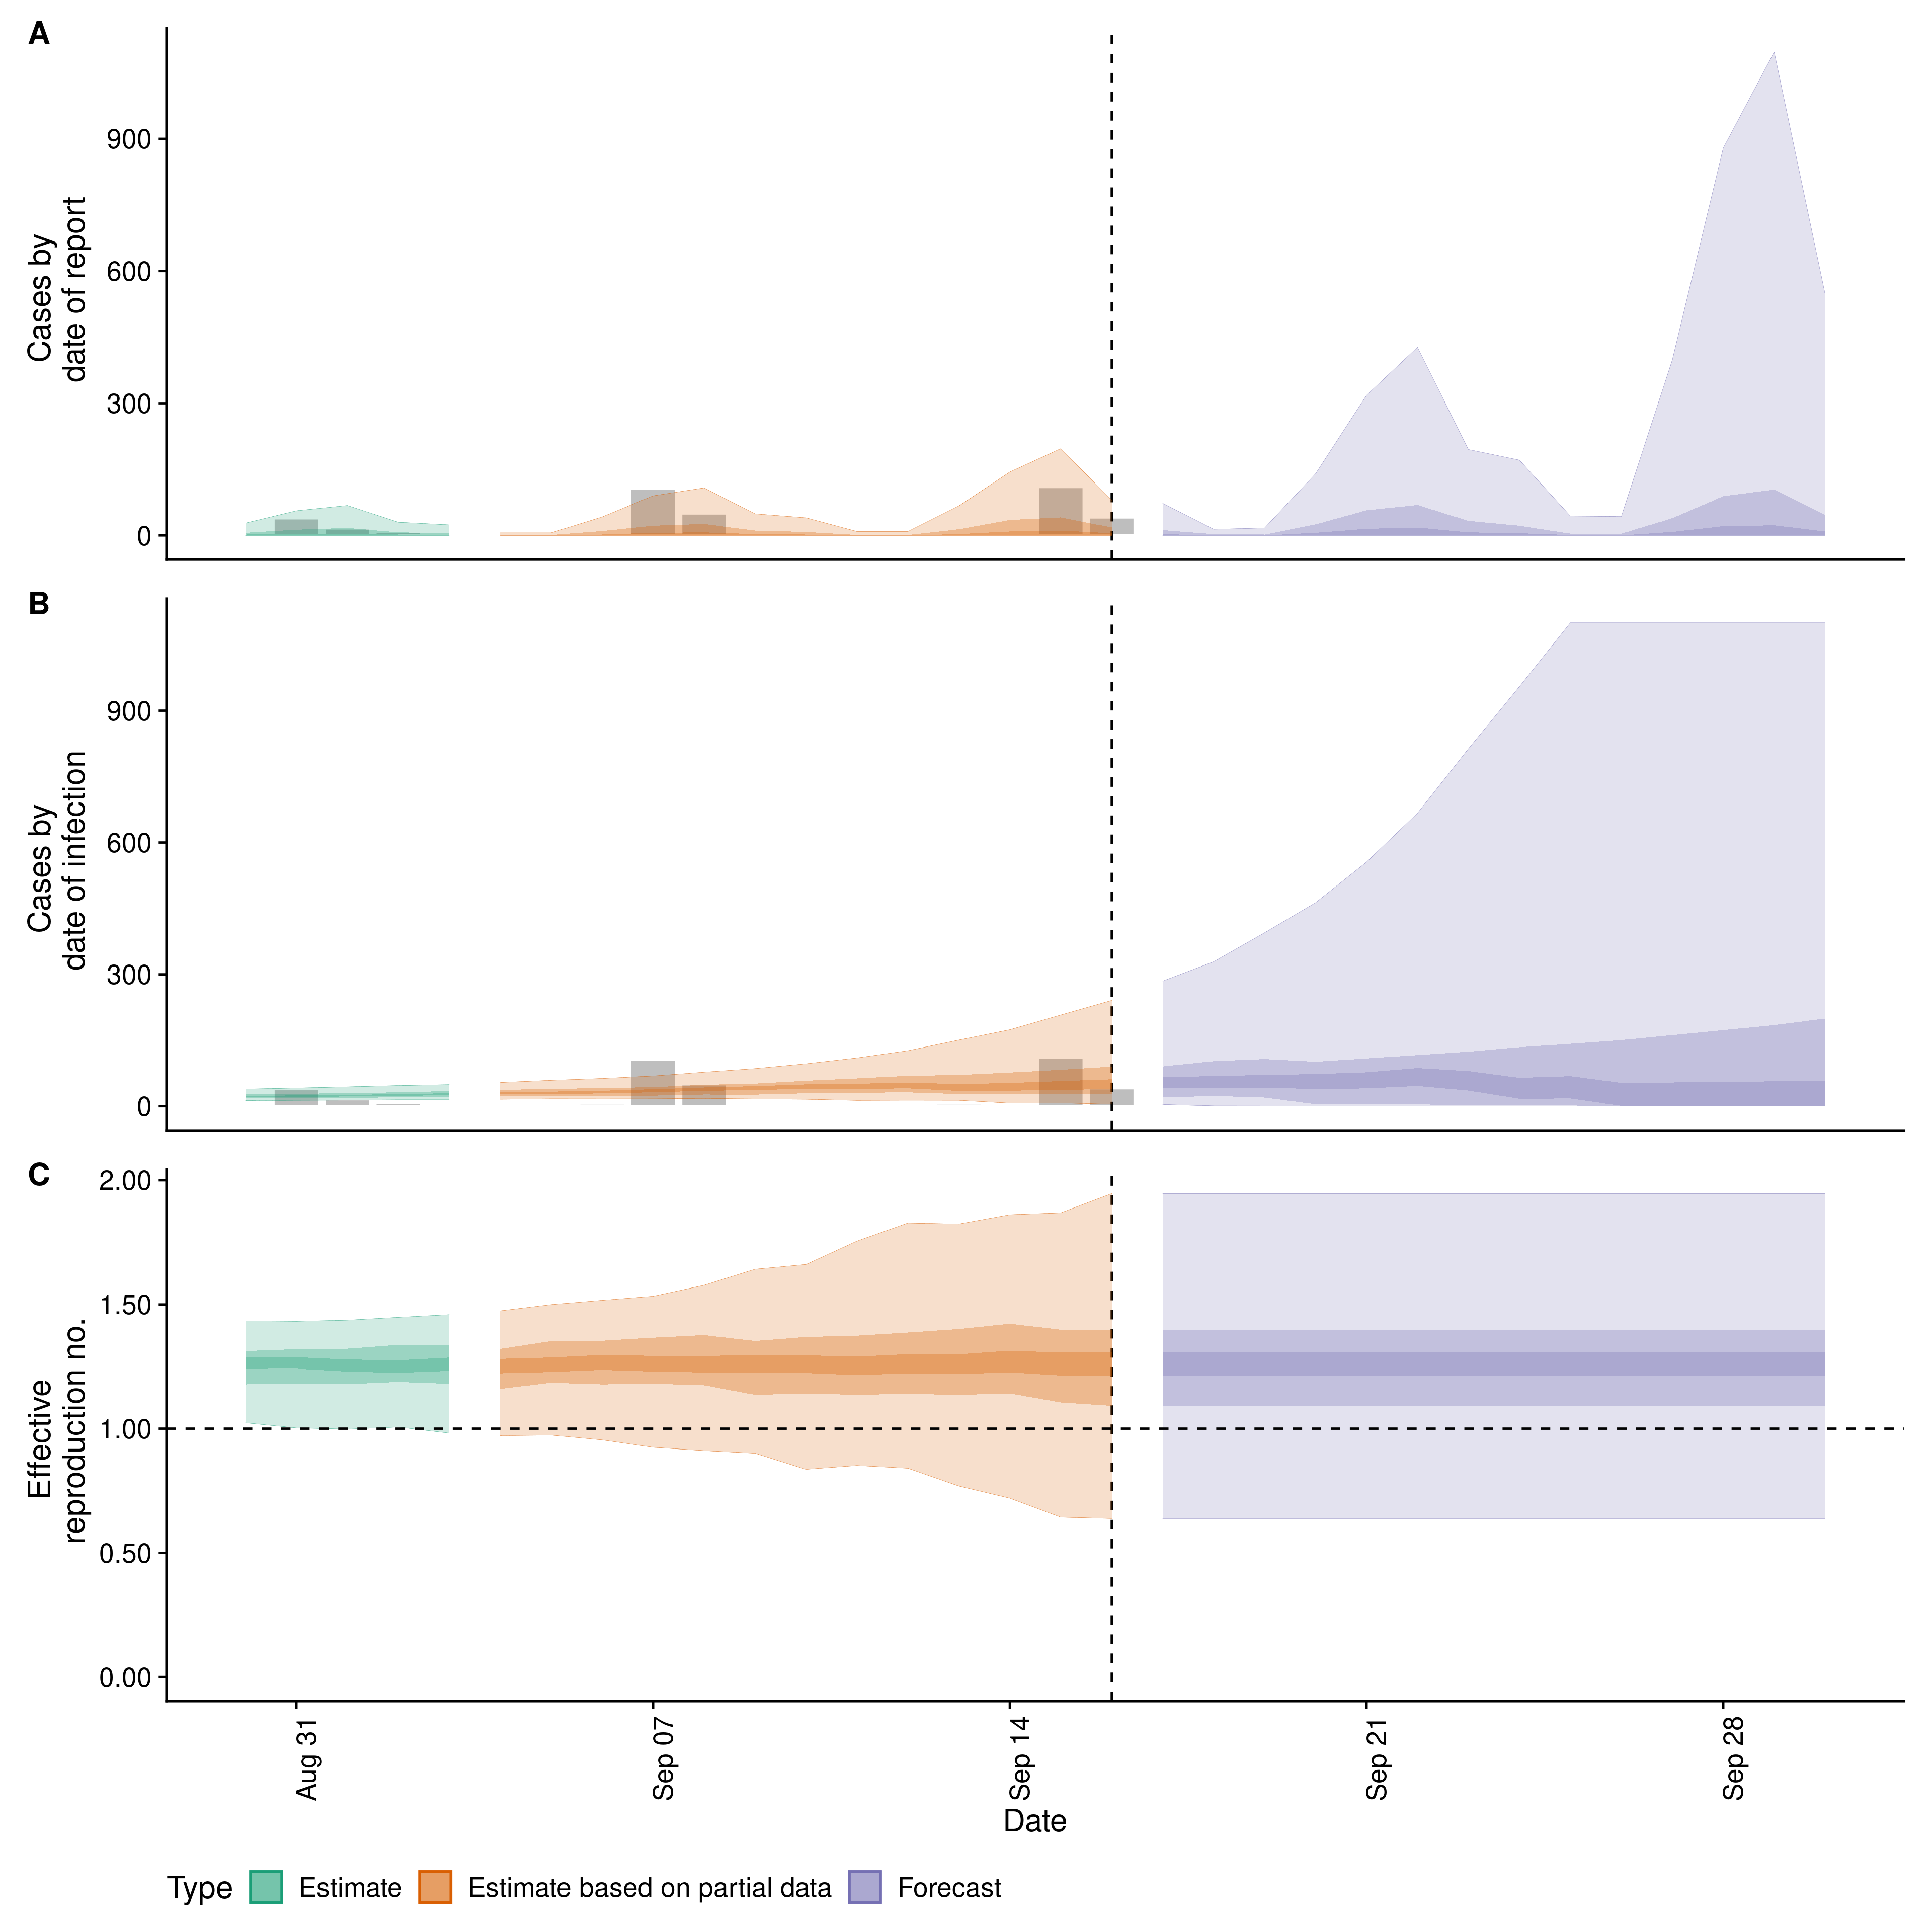 A
Cases by
date of report
900
600
300
0
B
Cases by
date of infection
900
600
300
0
C
Effective
reproduction no.
2.00
1.50
1.00
0.50
0.00
Aug 31
Sep 07
Sep 14
Sep 21
Sep 28
Date
Type Estimate Estimate based on partial data Forecast